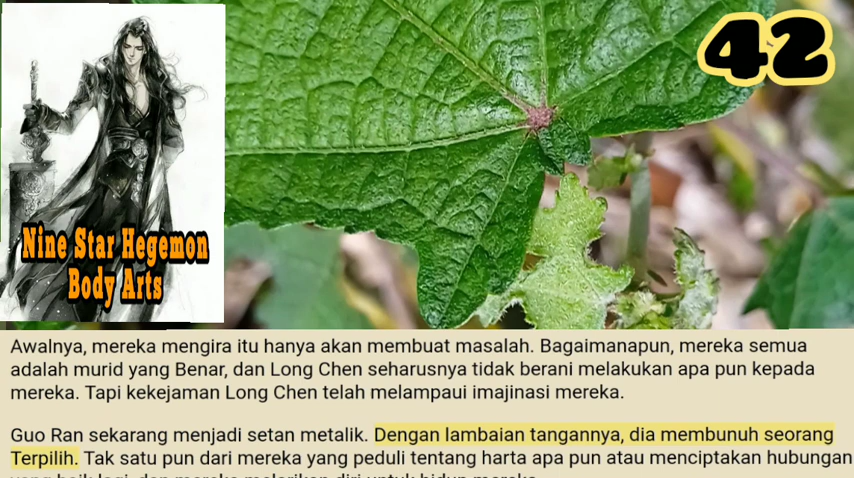 42
Nine Star Hegemon
Body Arts
Awalnya, mereka mengira itu hanya akan membuat masalah. Bagaimanapun, mereka semua
adalah murid yang Benar, dan Long Chen seharusnya tidak berani melakukan apa pun kepada
mereka. Tapi kekejaman Long Chen telah melampaui imajinasi mereka.
Guo Ran sekarang menjadi setan metalik. Dengan lambaian tangannya, dia membunuh seorang
Terpilih. Tak satu pun dari mereka yang peduli tentang harta apa pun atau menciptakan hubungan